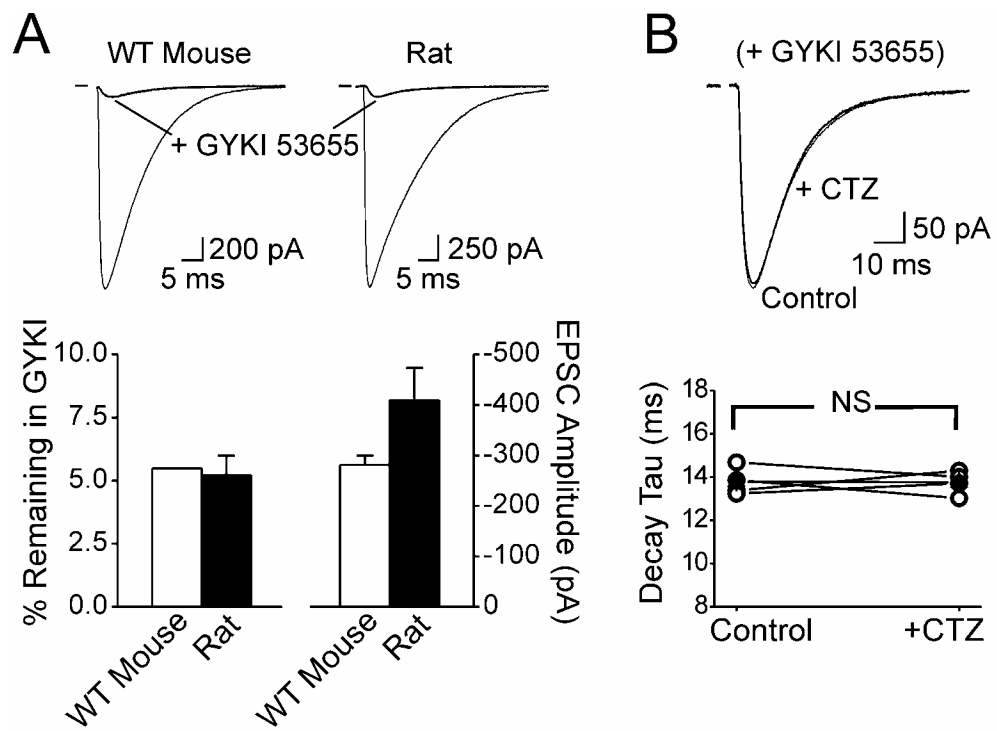 A
WT Mouse
Rat
+ GYKI 53655
200 pA
5 ms
250 pA
5 ms
B
(+ GYKI 53655)
+ CTZ
50 pA
10 ms
Control
% Remaining in GYKI
10.0
7.5
5.0
2.5
0.0
WT Mouse
Rat
EPSC Amplitude (pA)
-500
-400
-300
-200
-100
0
WT Mouse
Rat
Decay Tau (ms)
18
16
14
12
10
8
NS
Control
+CTZ